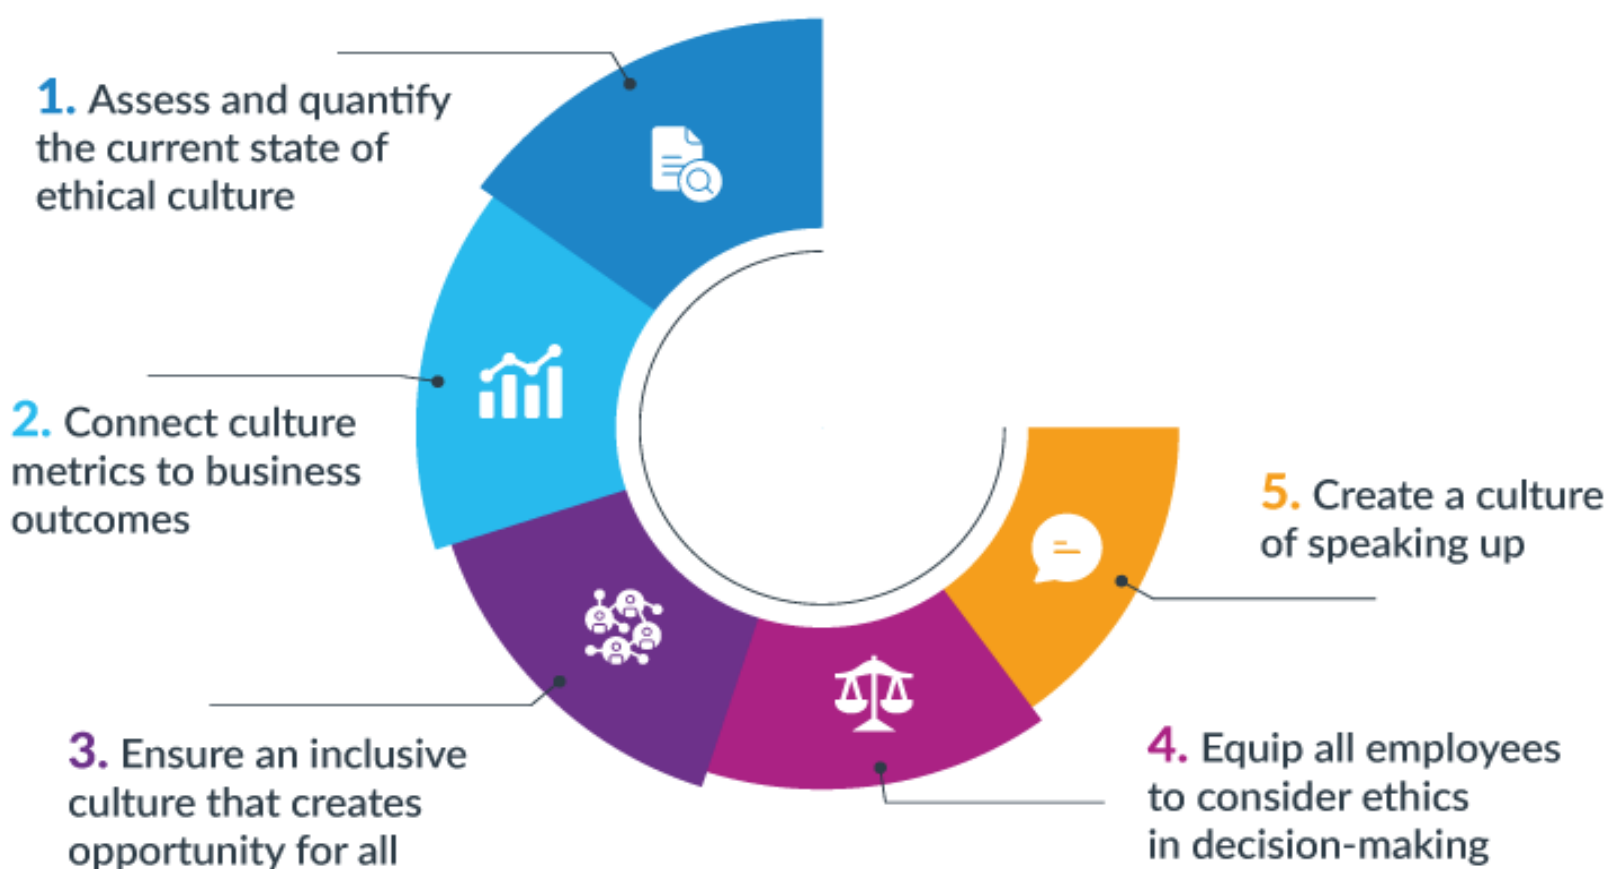 1. Assess and quantify
the current state of
ethical culture
2. Connect culture
metrics to business
outcomes
3. Ensure an inclusive
culture that creates
opportunity for all
4. Equip all employees
to consider ethics
in decision-making
5. Create a culture
of speaking up